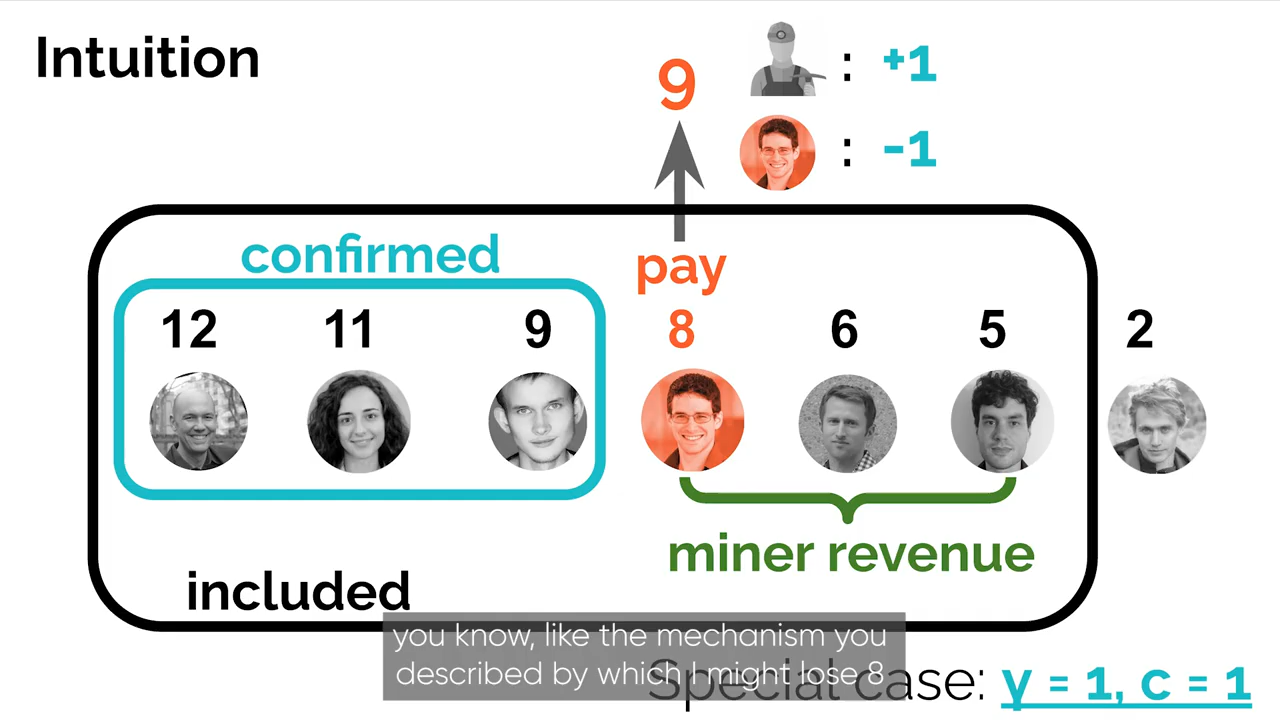 Intuition
9
: +1
: -1
confirmed
pay
12 11 9 8 6 5 2
miner revenue
included
you know, like the mechanism you
described by which I might lose 8
Special case: γ = 1, c = 1